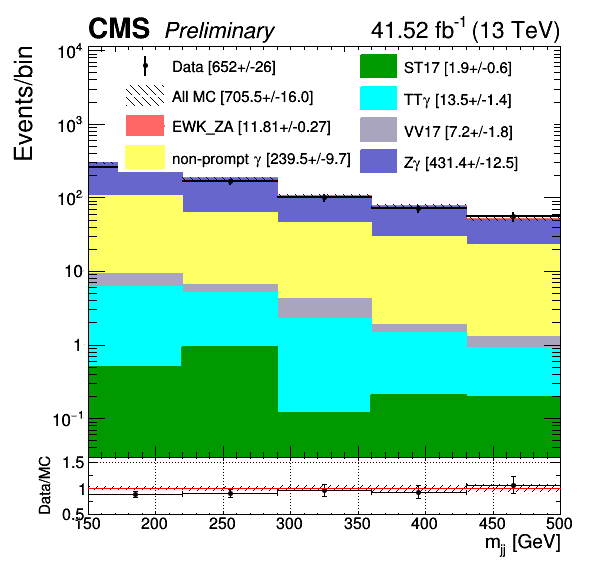 CMS Preliminary 41.52 fb⁻¹ (13 TeV)
Events/bin
Data [652+/-26]
All MC [705.5+/-16.0]
EWK_ZA [11.81+/-0.27]
non-prompt γ [239.5+/-9.7]
ST17 [1.9+/-0.6]
TTγ [13.5+/-1.4]
VV17 [7.2+/-1.8]
Zγ [431.4+/-12.5]
10⁴
10³
10²
10
1
10⁻¹
Data/MC
1.5
1
0.5
150 200 250 300 350 400 450 500
m_jj [GeV]